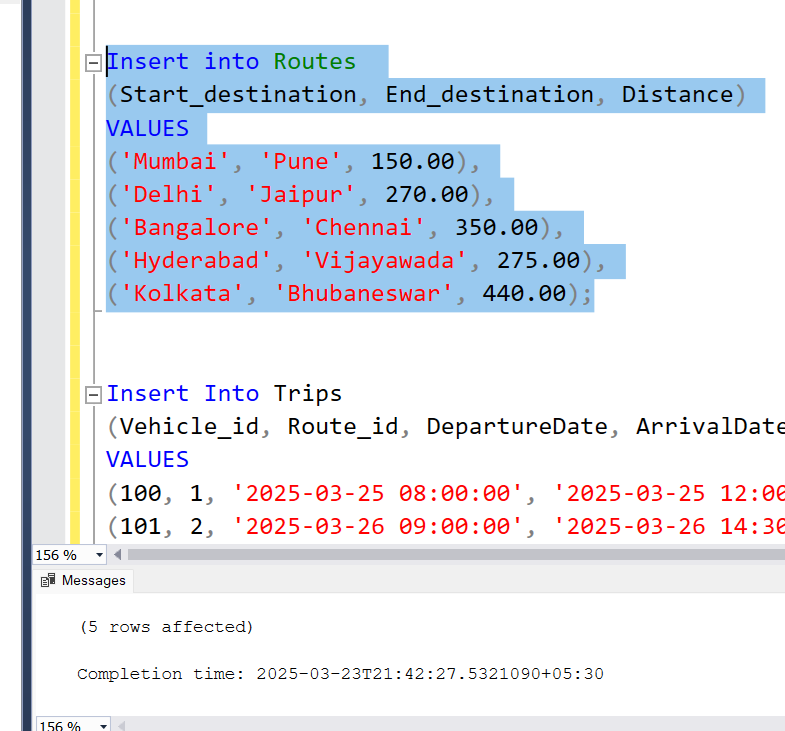 Insert into Routes
(Start_destination, End_destination, Distance)
VALUES
('Mumbai', 'Pune', 150.00),
('Delhi', 'Jaipur', 270.00),
('Bangalore', 'Chennai', 350.00),
('Hyderabad', 'Vijayawada', 275.00),
('Kolkata', 'Bhubaneswar', 440.00);
Insert Into Trips
(Vehicle_id, Route_id, DepartureDate, ArrivalDate
VALUES
(100, 1, '2025-03-25 08:00:00', '2025-03-25 12:00
(101, 2, '2025-03-26 09:00:00', '2025-03-26 14:30
156 %
Messages
(5 rows affected)
Completion time: 2025-03-23T21:42:27.5321090+05:30
156 %